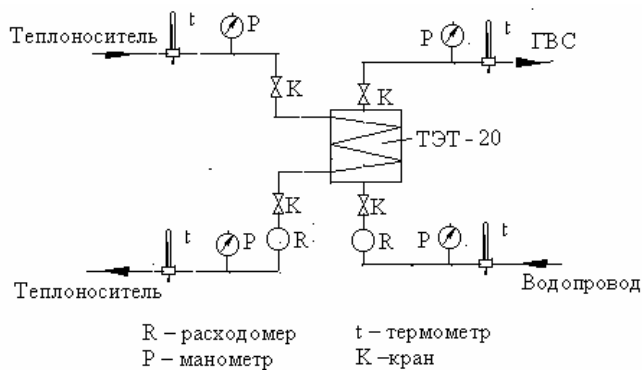 Теплоноситель
t
P
K
P
t
ГВС
K
ТЭТ - 20
K
K
t
P
R
R
P
t
Теплоноситель
Водопровод
R – расходомер
t – термометр
P – манометр
K – кран